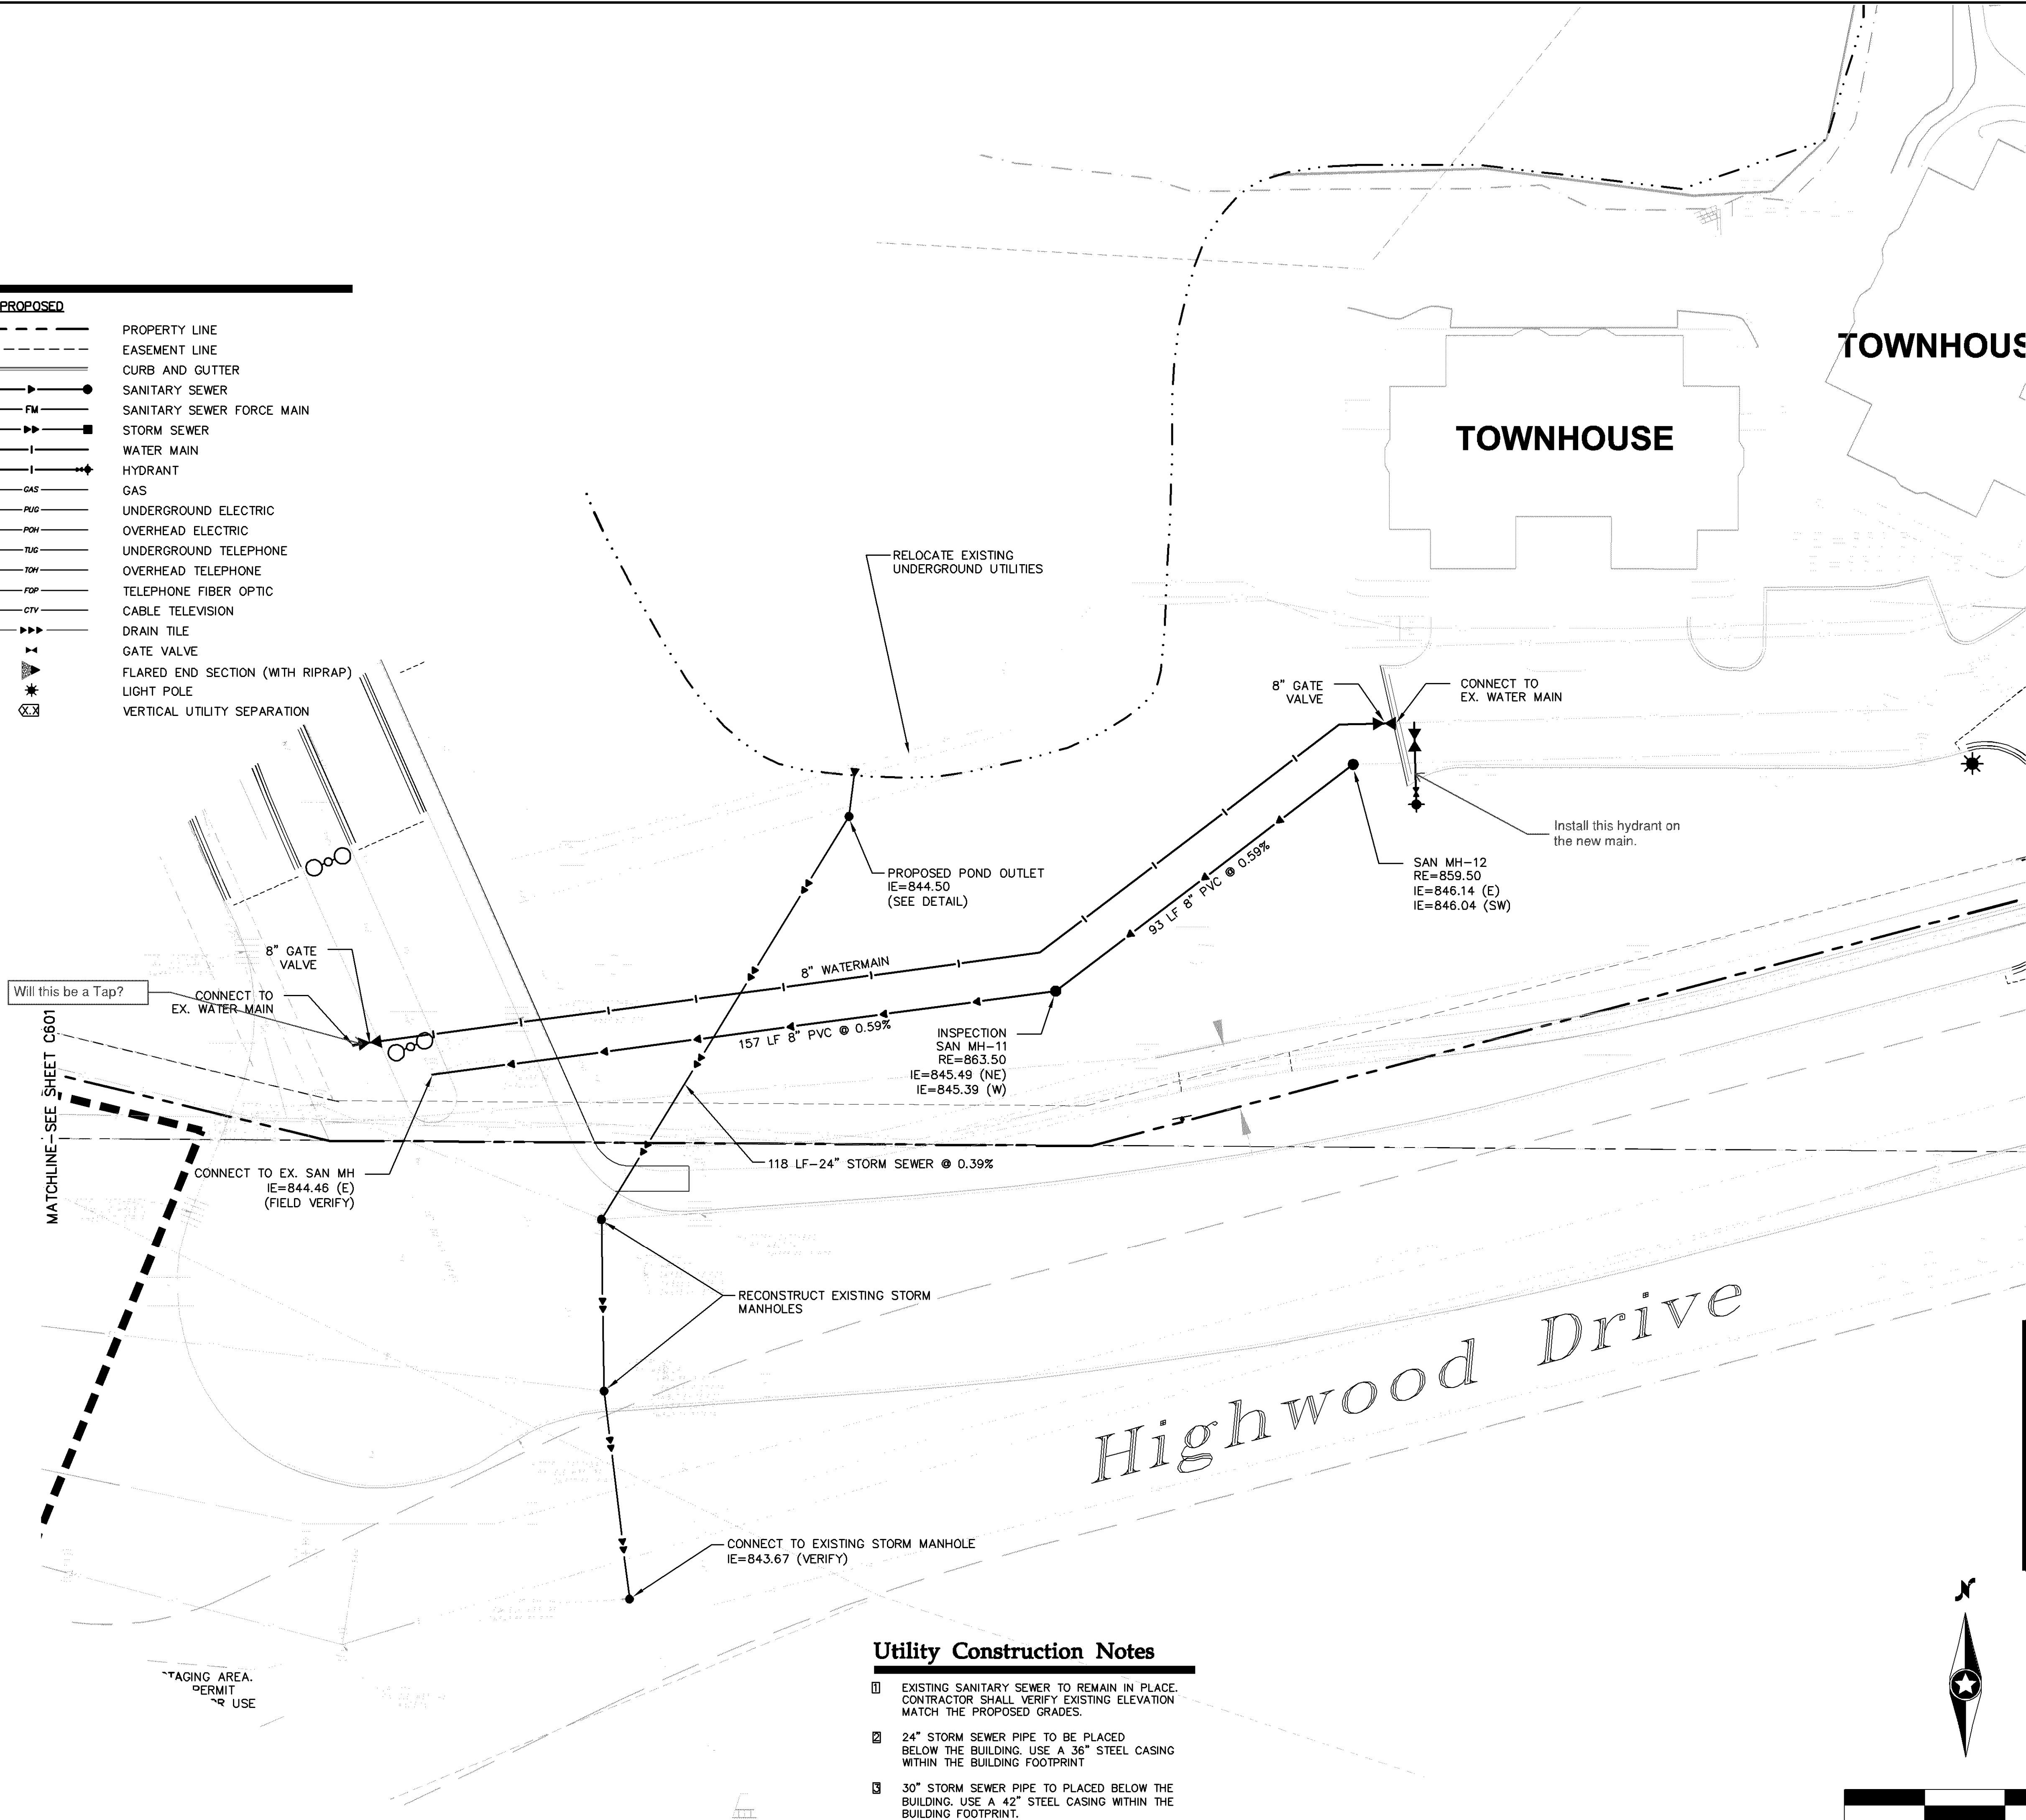 PROPOSED
PROPERTY LINE
EASEMENT LINE
CURB AND GUTTER
SANITARY SEWER
FM
SANITARY SEWER FORCE MAIN
STORM SEWER
WATER MAIN
HYDRANT
GAS
GAS
PUG
UNDERGROUND ELECTRIC
POH
OVERHEAD ELECTRIC
TUG
UNDERGROUND TELEPHONE
TOH
OVERHEAD TELEPHONE
FOP
TELEPHONE FIBER OPTIC
CTV
CABLE TELEVISION
DRAIN TILE
GATE VALVE
FLARED END SECTION (WITH RIPRAP)
LIGHT POLE
X.X
VERTICAL UTILITY SEPARATION
TOWNHOUSE
TOWNHOUS
RELOCATE EXISTING
UNDERGROUND UTILITIES
8" GATE
VALVE
CONNECT TO
EX. WATER MAIN
Install this hydrant on
the new main.
SAN MH-12
RE=859.50
IE=846.14 (E)
IE=846.04 (SW)
93 LF 8" PVC @ 0.59%
PROPOSED POND OUTLET
IE=844.50
(SEE DETAIL)
8" GATE
VALVE
Will this be a Tap?
CONNECT TO
EX. WATER MAIN
8" WATERMAIN
157 LF 8" PVC @ 0.59%
INSPECTION
SAN MH-11
RE=863.50
IE=845.49 (NE)
IE=845.39 (W)
MATCHLINE-SEE SHEET C601
CONNECT TO EX. SAN MH
IE=844.46 (E)
(FIELD VERIFY)
118 LF-24" STORM SEWER @ 0.39%
RECONSTRUCT EXISTING STORM
MANHOLES
Highwood Drive
CONNECT TO EXISTING STORM MANHOLE
IE=843.67 (VERIFY)
TAGING AREA.
PERMIT
OR USE
N
Utility Construction Notes
1 EXISTING SANITARY SEWER TO REMAIN IN PLACE.
CONTRACTOR SHALL VERIFY EXISTING ELEVATION
MATCH THE PROPOSED GRADES.
2 24" STORM SEWER PIPE TO BE PLACED
BELOW THE BUILDING. USE A 36" STEEL CASING
WITHIN THE BUILDING FOOTPRINT
3 30" STORM SEWER PIPE TO PLACED BELOW THE
BUILDING. USE A 42" STEEL CASING WITHIN THE
BUILDING FOOTPRINT.